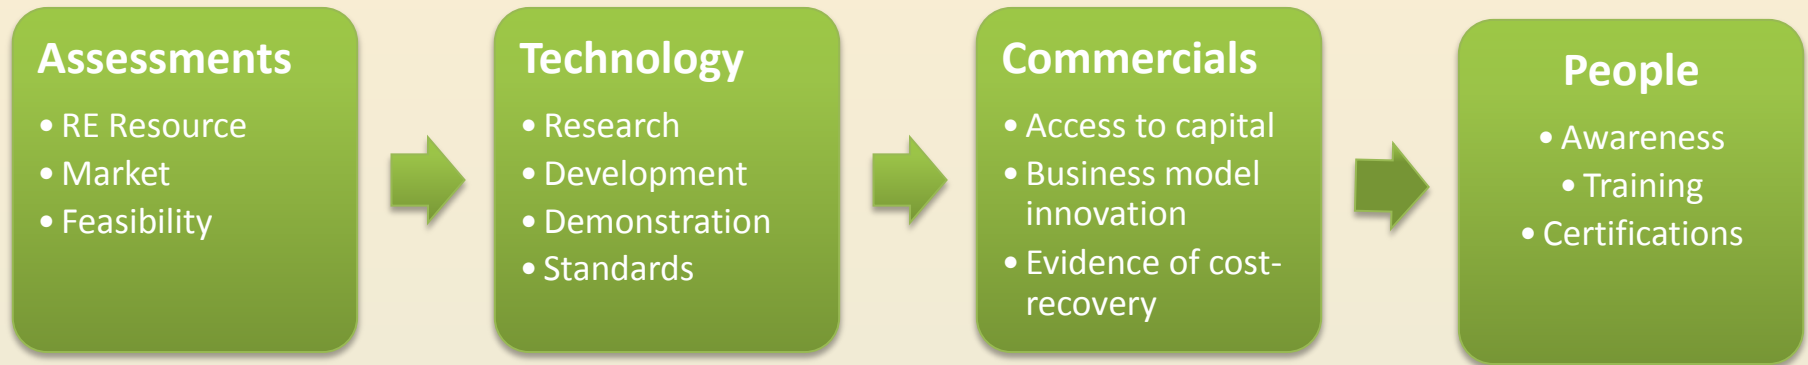 Assessments
• RE Resource
• Market
• Feasibility
Technology
• Research
• Development
• Demonstration
• Standards
Commercials
• Access to capital
• Business model
innovation
• Evidence of cost-
recovery
People
• Awareness
• Training
• Certifications